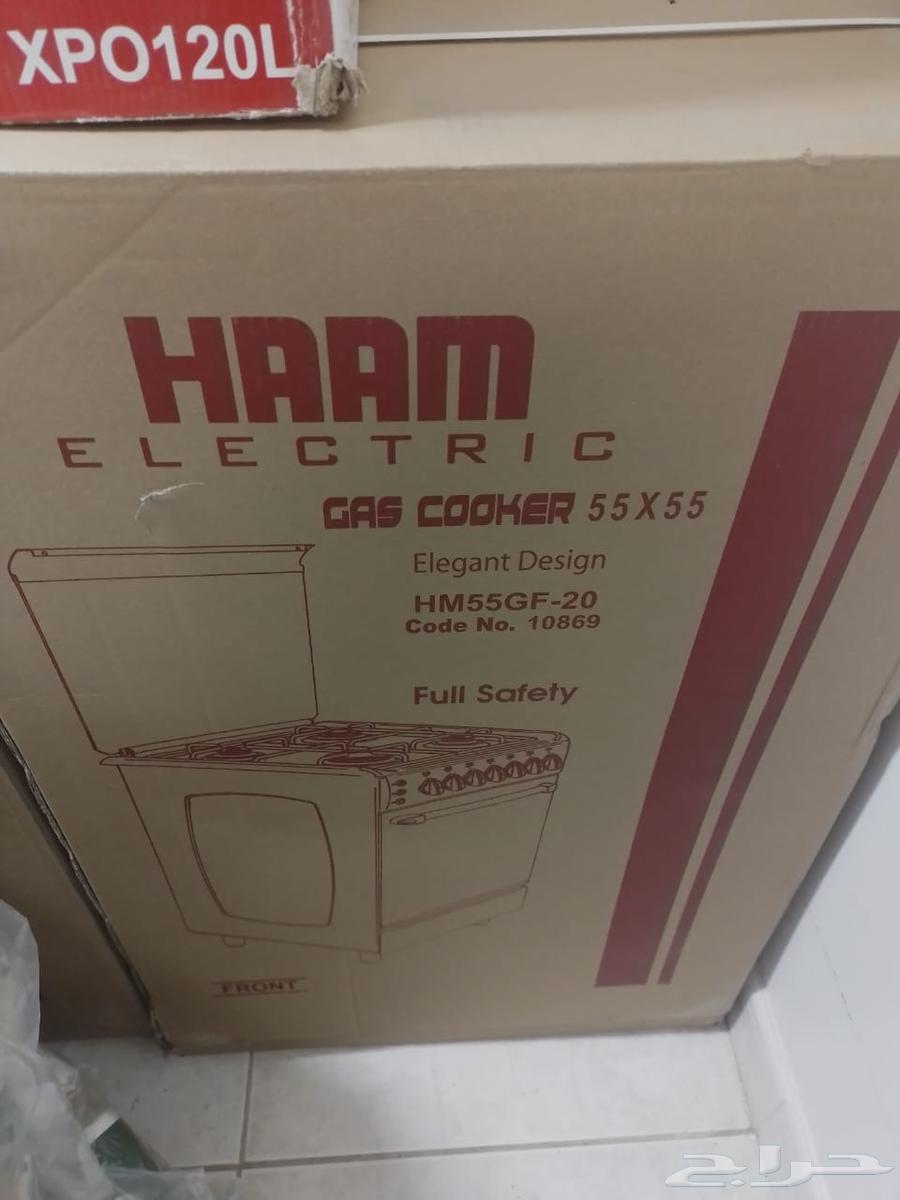 XPO120L
HAAM
ELECTRIC
GAS COOKER 55X55
Elegant Design
HM55GF-20
Code No. 10869
Full Safety
FRONT
حراج